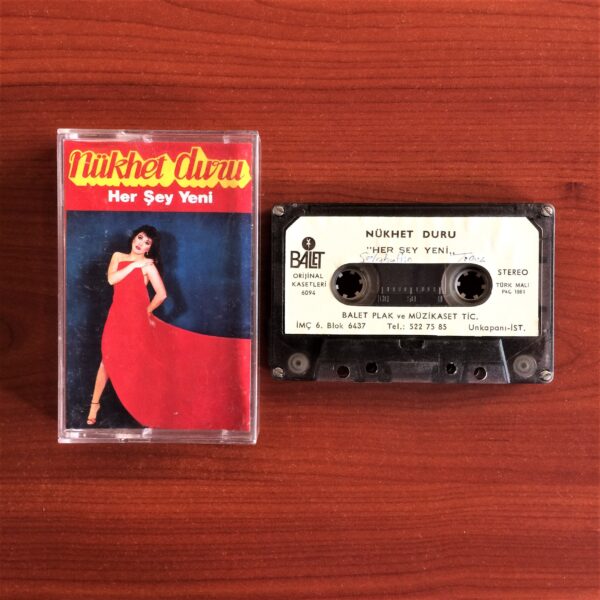 Nükhet duru
Her Şey Yeni
NÜKHET DURU
"HER ŞEY YENİ"
BALET
ORİJİNAL
KASETLERİ
6094
STEREO
TÜRK MALI
BALET PLAK ve MÜZİKASET TİC.
İMÇ 6. Blok 6437 Tel.: 522 75 85 Unkapanı-İST.